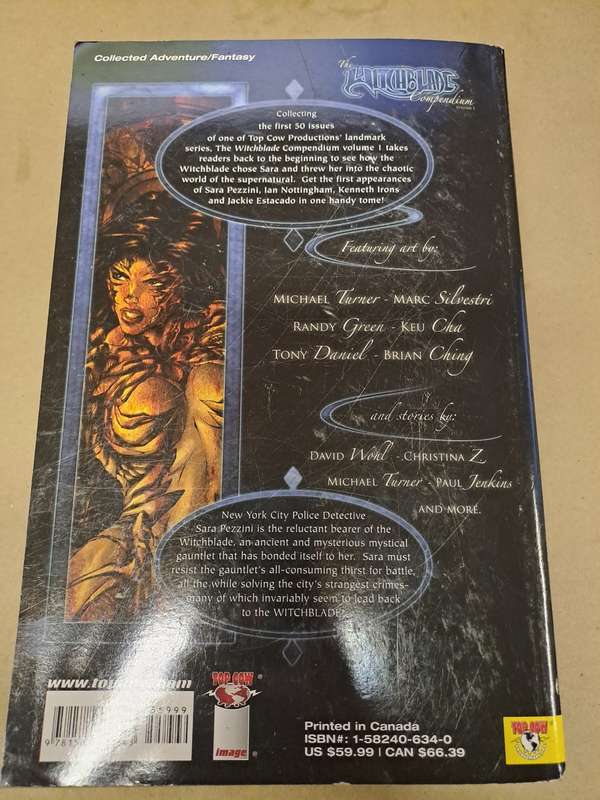 Collected Adventure/Fantasy
The
WITCHBLADE
Compendium
Collecting
the first 50 issues
of one of Top Cow Productions' landmark
series, The Witchblade Compendium volume 1 takes
readers back to the beginning to see how the
Witchblade chose Sara and threw her into the chaotic
world of the supernatural. Get the first appearances
of Sara Pezzini, Ian Nottingham, Kenneth Irons
and Jackie Estacado in one handy tome!
Featuring art by:
MICHAEL Turner - MARC Silvestri
RANDY Green - KEU Cha
TONY Daniel - BRIAN Ching
and stories by:
DAVID Wohl - CHRISTINA Z
MICHAEL Turner - PAUL Jenkins
AND MORE.
New York City Police Detective
Sara Pezzini is the reluctant bearer of the
Witchblade, an ancient and mysterious mystical
gauntlet that has bonded itself to her. Sara must
resist the gauntlet's all-consuming thirst for battle,
all the while solving the city's strangest crimes-
many of which invariably seem to lead back
to the WITCHBLADE!
TOP COW
image
Printed in Canada
ISBN#: 1-58240-634-0
US $59.99 | CAN $66.39
TOP COW